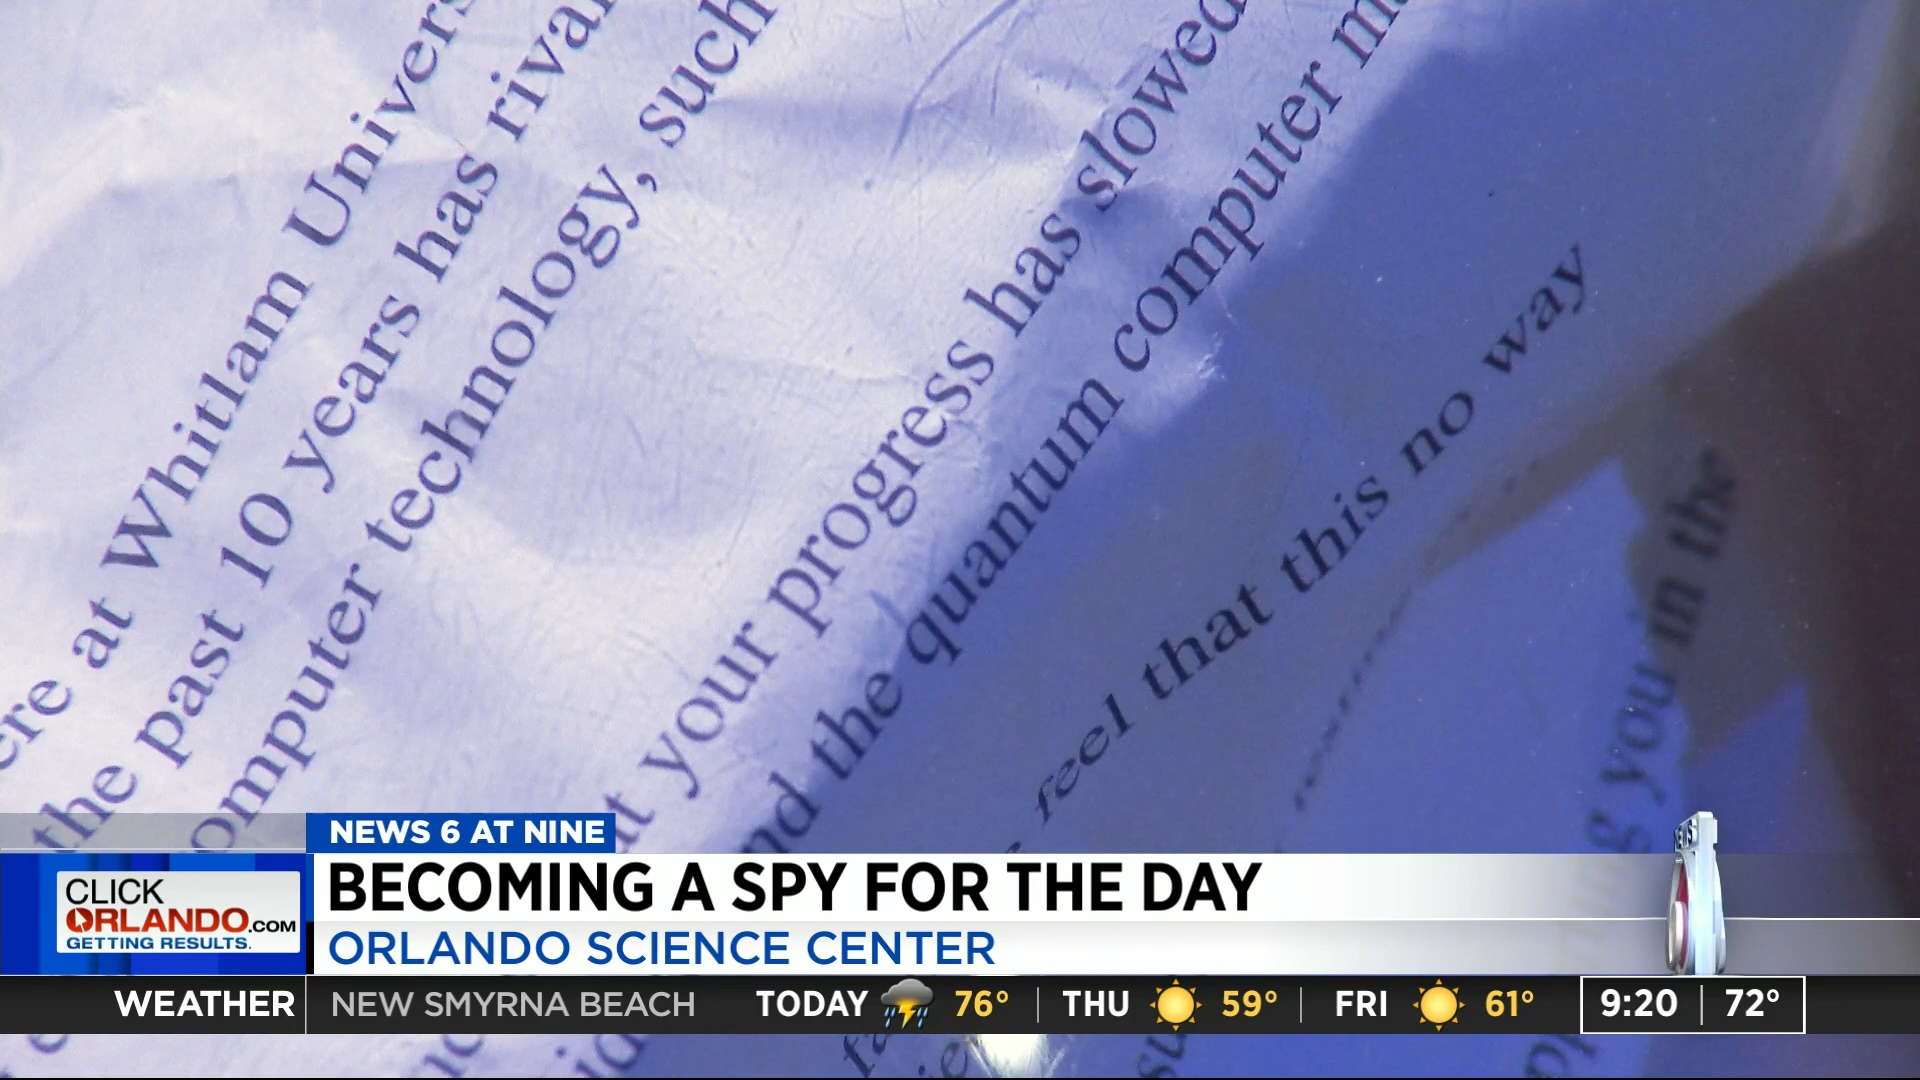 at Whitlam Univers
the past 10 years has rival
omputer technology, such
your progress has slowed
nd the quantum computer ma
feel that this no way
you in the
NEWS 6 AT NINE
BECOMING A SPY FOR THE DAY
ORLANDO SCIENCE CENTER
CLICK
ORLANDO.COM
GETTING RESULTS.
WEATHER NEW SMYRNA BEACH TODAY 76° THU 59° FRI 61° 9:20 72°